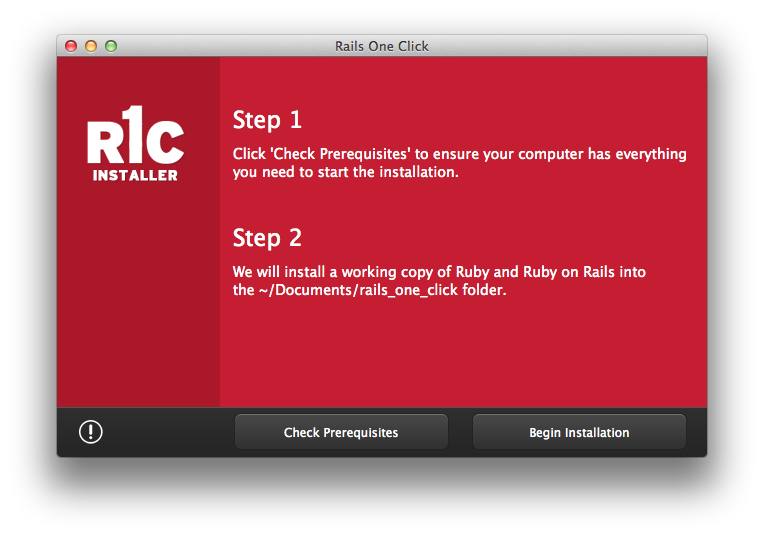 Rails One Click
R1C
INSTALLER
Step 1
Click 'Check Prerequisites' to ensure your computer has everything
you need to start the installation.
Step 2
We will install a working copy of Ruby and Ruby on Rails into
the ~/Documents/rails_one_click folder.
Check Prerequisites
Begin Installation